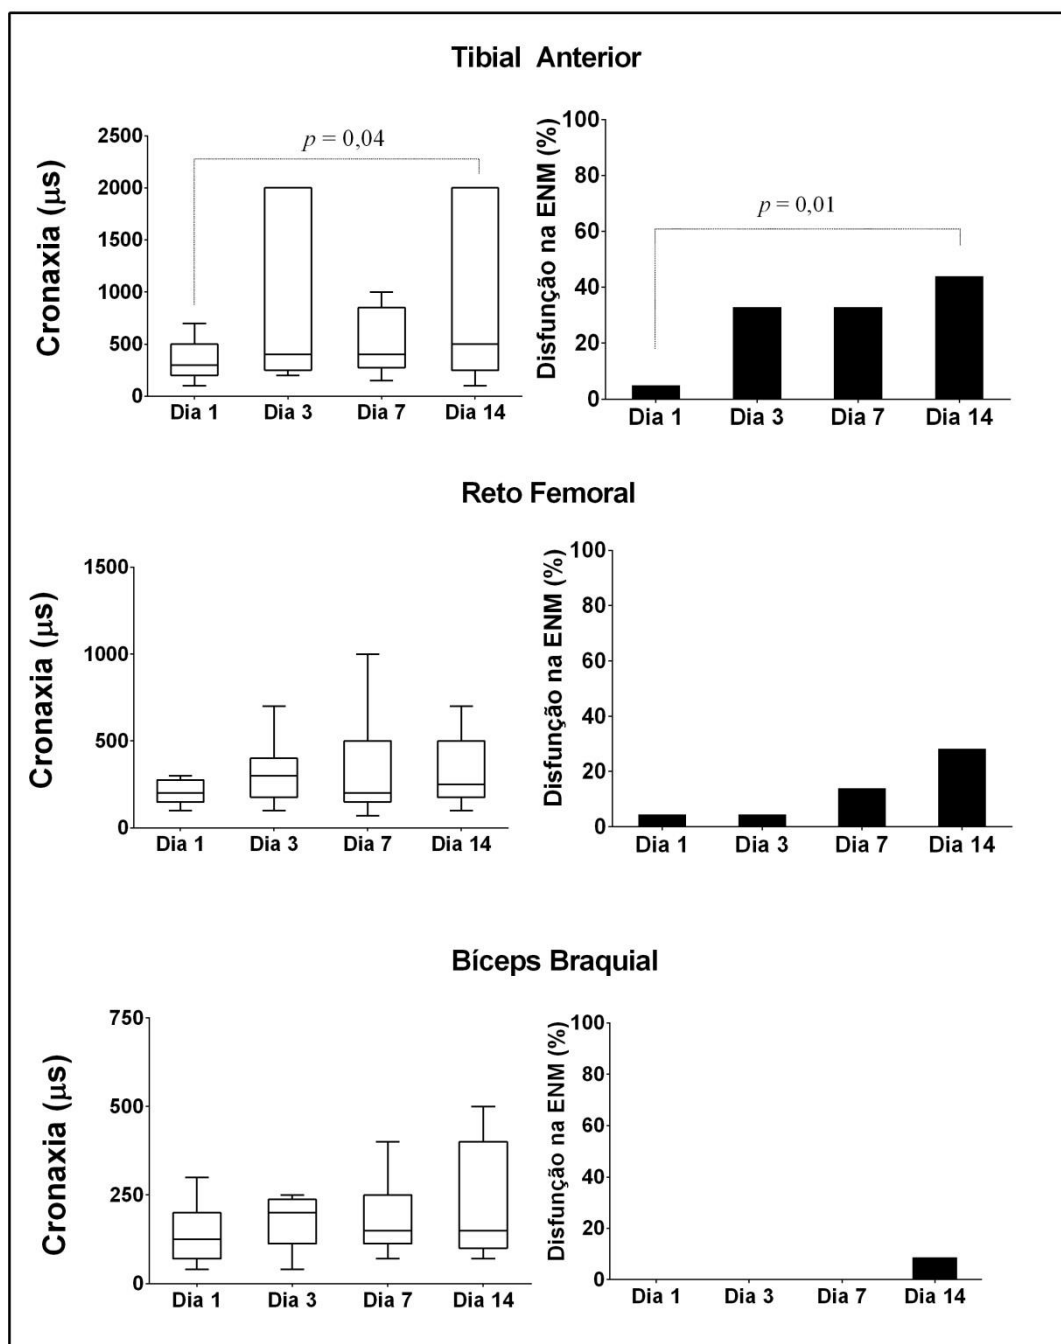 Tibial Anterior
Cronaxia (µs)
2500
2000
1500
1000
500
0
p = 0,04
Dia 1 Dia 3 Dia 7 Dia 14
Disfunção na ENM (%)
100
80
60
40
20
0
p = 0,01
Dia 1 Dia 3 Dia 7 Dia 14
Reto Femoral
Cronaxia (µs)
1500
1000
500
0
Dia 1 Dia 3 Dia 7 Dia 14
Disfunção na ENM (%)
100
80
60
40
20
0
Dia 1 Dia 3 Dia 7 Dia 14
Bíceps Braquial
Cronaxia (µs)
750
500
250
0
Dia 1 Dia 3 Dia 7 Dia 14
Disfunção na ENM (%)
100
80
60
40
20
0
Dia 1 Dia 3 Dia 7 Dia 14